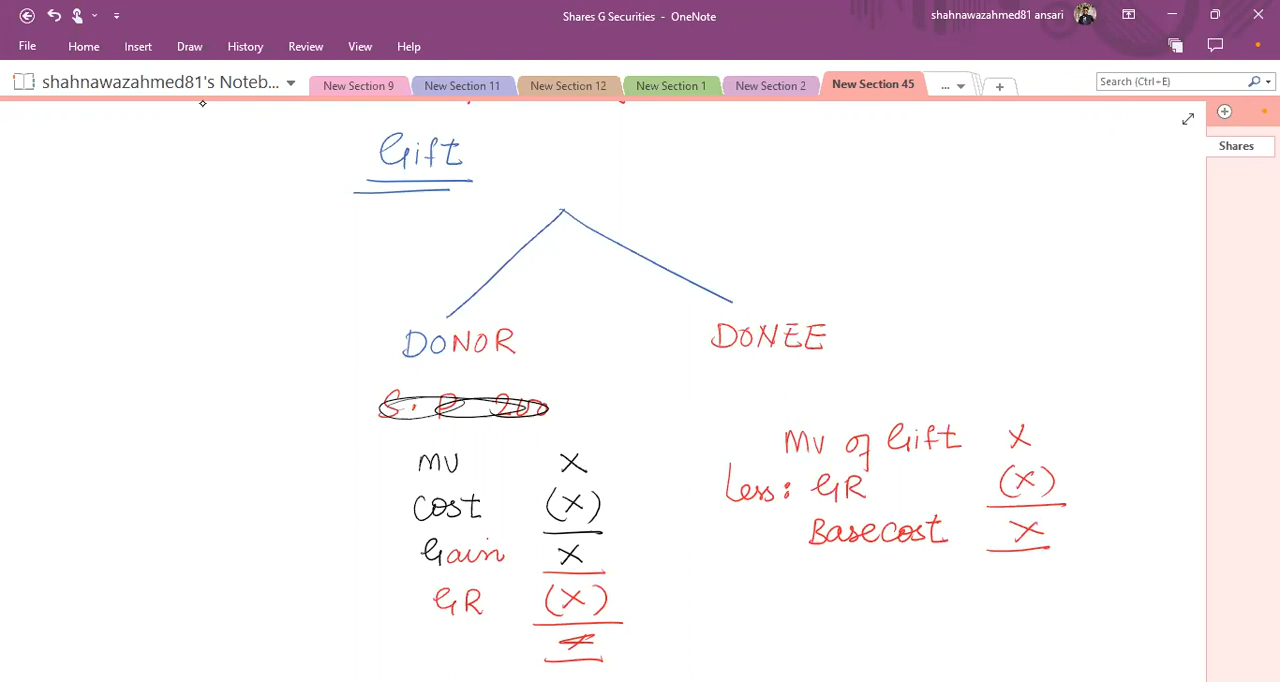 Shares G Securities - OneNote
shahnawazahmed81 ansari
File Home Insert Draw History Review View Help
shahnawazahmed81's Noteb... New Section 9 New Section 11 New Section 12 New Section 1 New Section 2 New Section 45 ... Search (Ctrl+E)
Shares
Gift
DONOR DONEE
S.P 200
MV of Gift X
MV X
Less: GR (X)
Cost (X)
Basecost X
Gain X
GR (X)
X